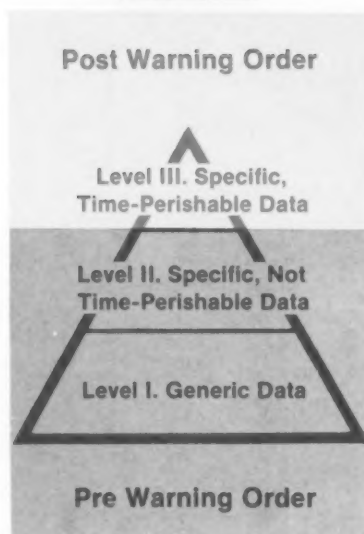 Post Warning Order
Level III. Specific,
Time-Perishable Data
Level II. Specific, Not
Time-Perishable Data
Level I. Generic Data
Pre Warning Order